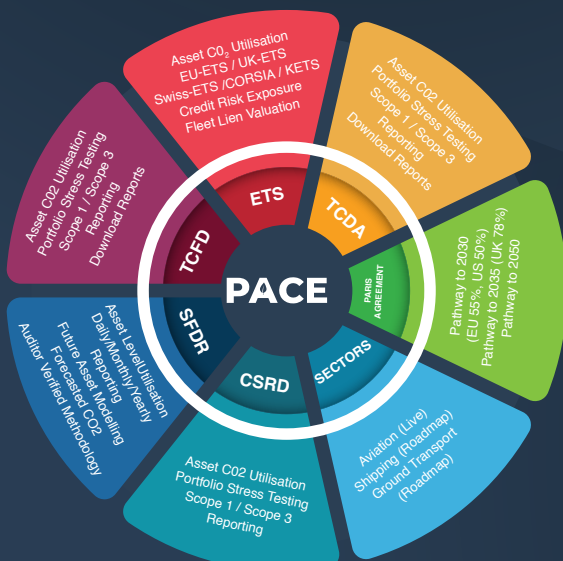 PACE
ETS
Asset C0₂ Utilisation
EU-ETS / UK-ETS
Swiss-ETS /CORSIA / KETS
Credit Risk Exposure
Fleet Lien Valuation
TCDA
Asset C02 Utilisation
Portfolio Stress Testing
Scope 1 / Scope 3
Reporting
Download Reports
PARIS
AGREEMENT
Pathway to 2030
(EU 55%, US 50%)
Pathway to 2035 (UK 78%)
Pathway to 2050
SECTORS
Aviation (Live)
Shipping (Roadmap)
Ground Transport
(Roadmap)
CSRD
Asset C02 Utilisation
Portfolio Stress Testing
Scope 1 / Scope 3
Reporting
SFDR
Asset LevelUtilisation
Daily/Monthly/Yearly
Reporting
Future Asset Modelling
Forecasted CO2
Auditor Verified Methodology
TCFD
Asset C02 Utilisation
Portfolio Stress Testing
Scope 1 / Scope 3
Reporting
Download Reports